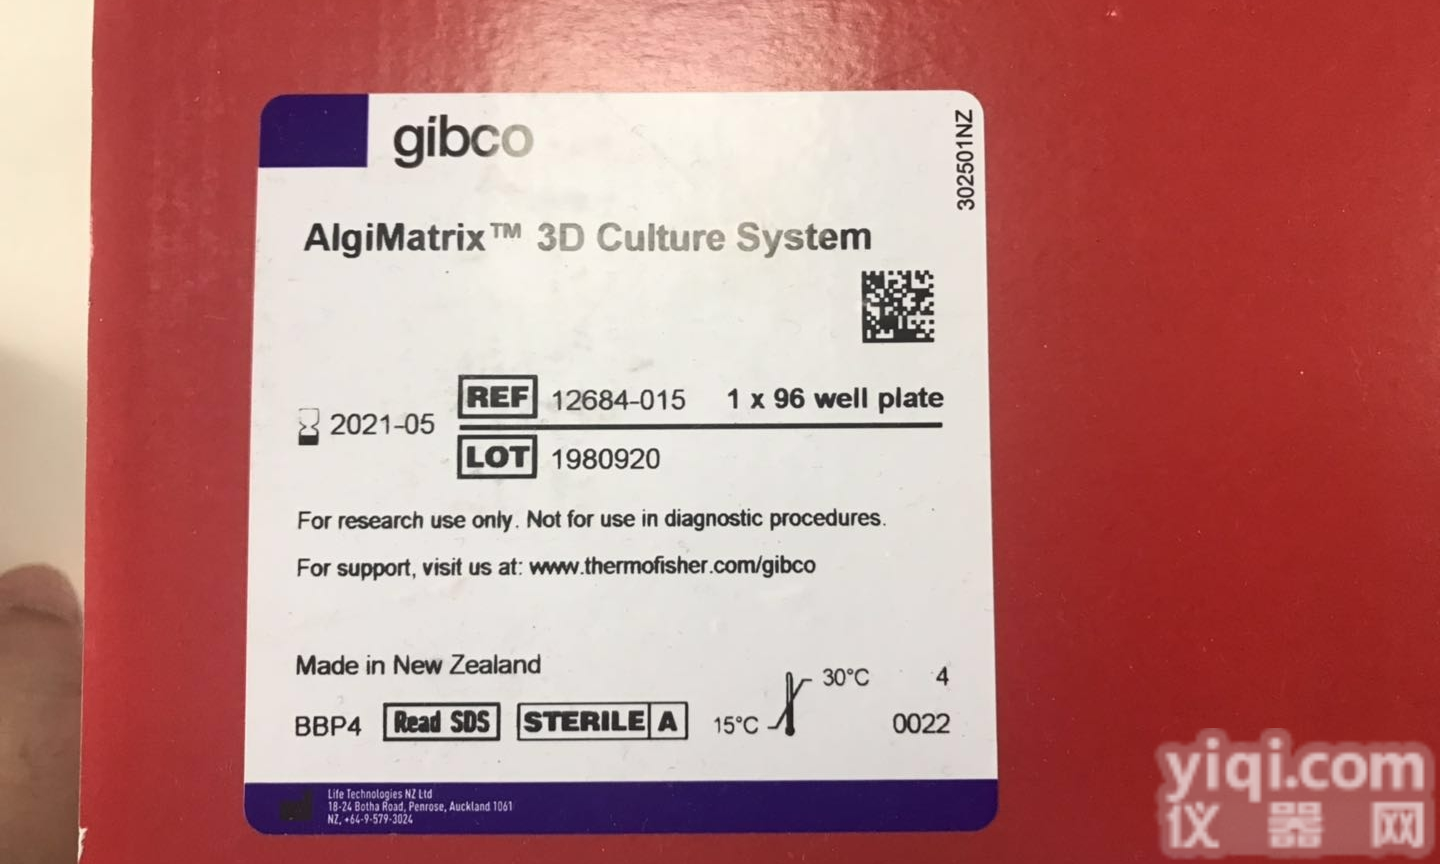 gibco
302501NZ
AlgiMatrix™ 3D Culture System
2021-05
REF 12684-015 1 x 96 well plate
LOT 1980920
For research use only. Not for use in diagnostic procedures.
For support, visit us at: www.thermofisher.com/gibco
Made in New Zealand
BBP4 Read SDS STERILE A 15°C 30°C 4
0022
Life Technologies NZ Ltd
18-24 Botha Road, Penrose, Auckland 1061
NZ, +64-9-579-3024
yiqi.com
仪器网